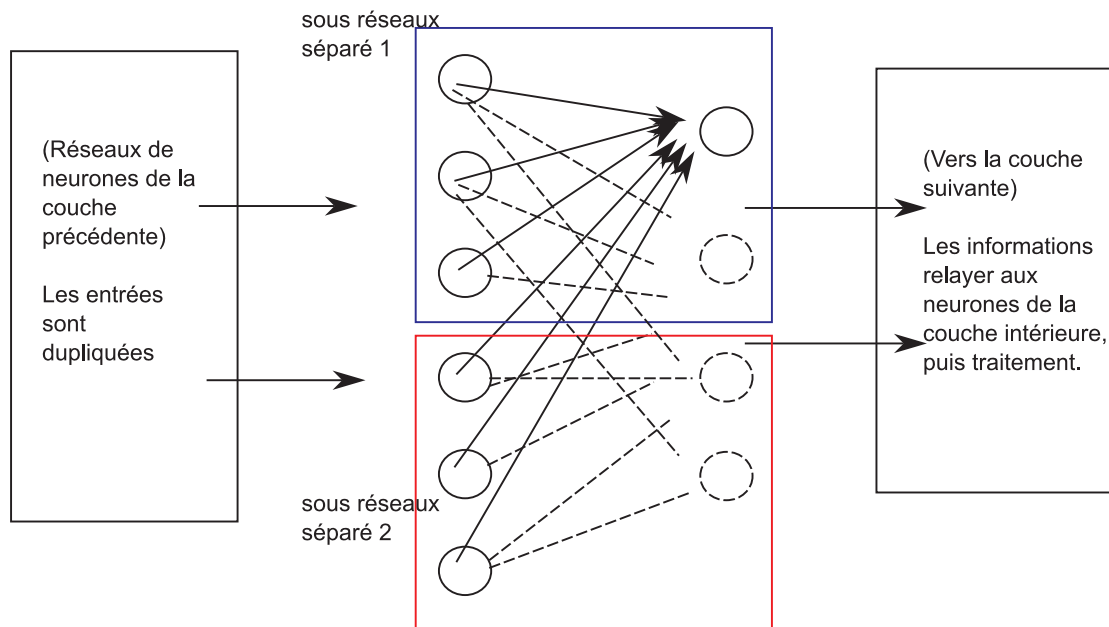 sous réseaux
séparé 1
(Réseaux de
neurones de la
couche
précédente)
Les entrées
sont
dupliquées
sous réseaux
séparé 2
(Vers la couche
suivante)
Les informations
relayer aux
neurones de la
couche intérieure,
puis traitement.